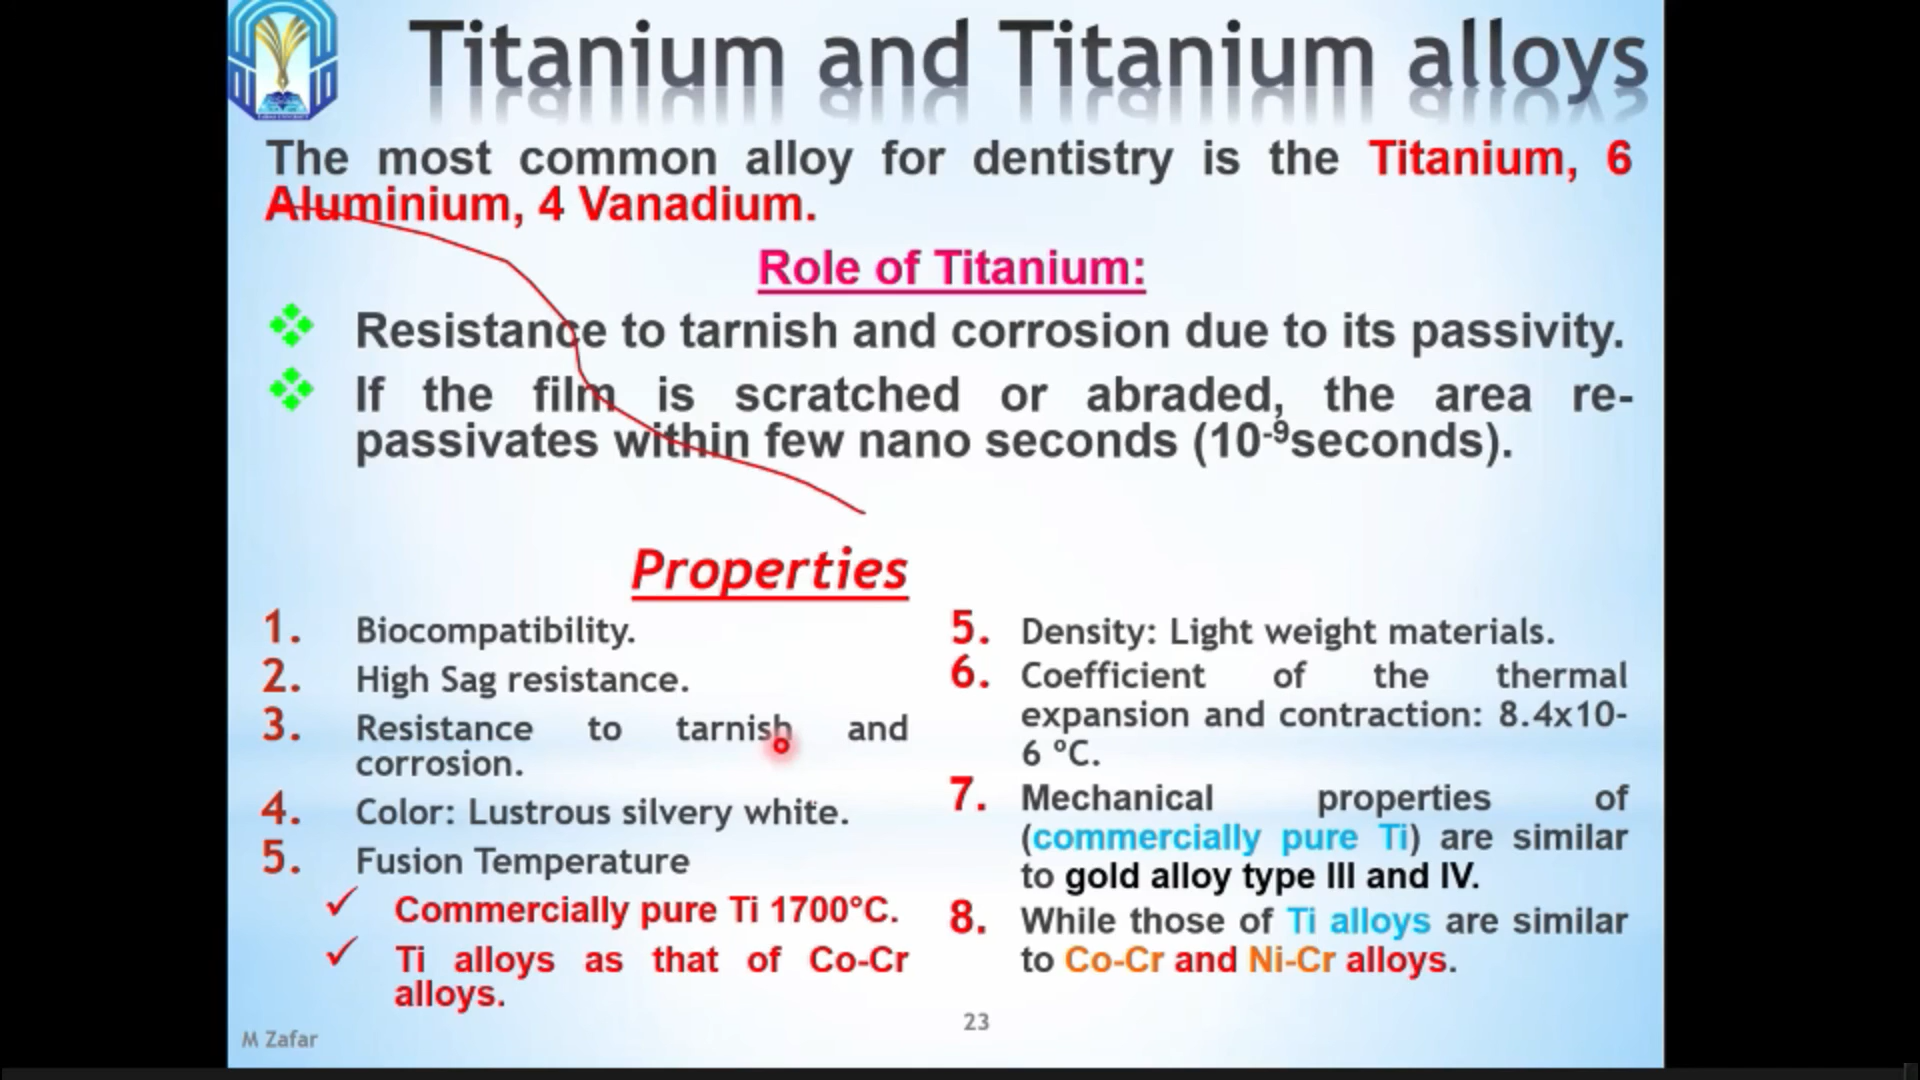 Titanium and Titanium alloys
The most common alloy for dentistry is the Titanium, 6
Aluminium, 4 Vanadium.
Role of Titanium:
Resistance to tarnish and corrosion due to its passivity.
If the film is scratched or abraded, the area re-
passivates within few nano seconds (10⁻⁹seconds).
Properties
1. Biocompatibility.
2. High Sag resistance.
3. Resistance to tarnish and
corrosion.
4. Color: Lustrous silvery white.
5. Fusion Temperature
✓ Commercially pure Ti 1700°C.
✓ Ti alloys as that of Co-Cr
alloys.
5. Density: Light weight materials.
6. Coefficient of the thermal
expansion and contraction: 8.4x10-
6 ºC.
7. Mechanical properties of
(commercially pure Ti) are similar
to gold alloy type III and IV.
8. While those of Ti alloys are similar
to Co-Cr and Ni-Cr alloys.
M Zafar
23